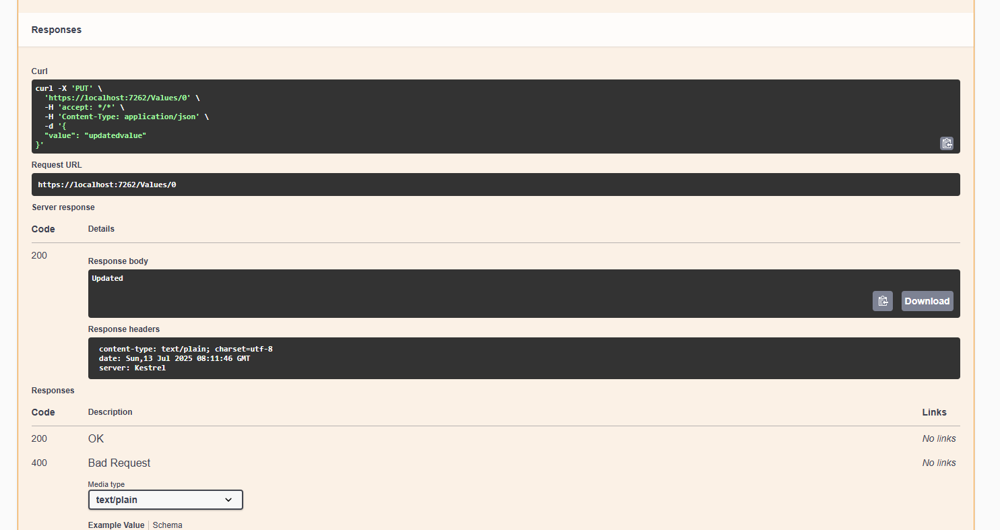 Responses
Curl
curl -X 'PUT' \
  'https://localhost:7262/Values/0' \
  -H 'accept: */*' \
  -H 'Content-Type: application/json' \
  -d '{
  "value": "updatedvalue"
}'
Request URL
https://localhost:7262/Values/0
Server response
Code Details
200
Response body
Updated
Download
Response headers
content-type: text/plain; charset=utf-8
date: Sun,13 Jul 2025 08:11:46 GMT
server: Kestrel
Responses
Code Description Links
200 OK No links
400 Bad Request No links
Media type
text/plain
Example Value Schema